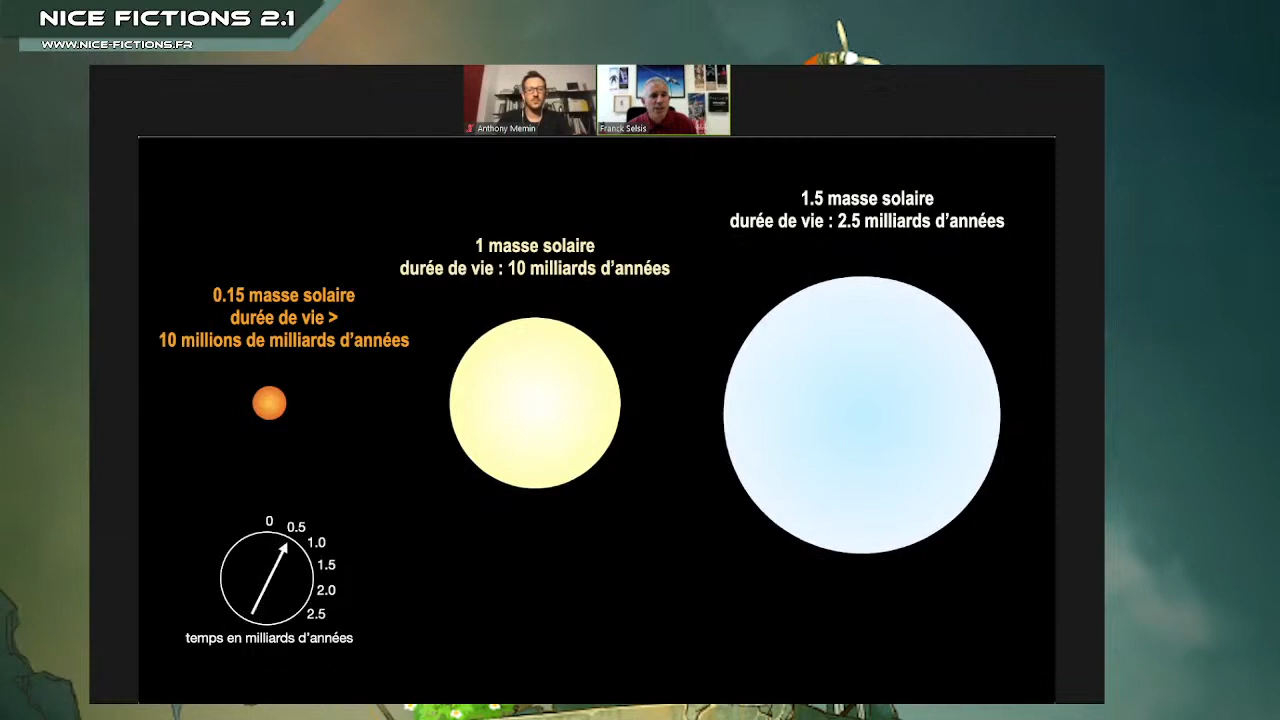 NICE FICTIONS 2.1
WWW.NICE-FICTIONS.FR
Anthony Memin
Franck Selsis
1.5 masse solaire
durée de vie : 2.5 milliards d'années
1 masse solaire
durée de vie : 10 milliards d'années
0.15 masse solaire
durée de vie >
10 millions de milliards d'années
0
0.5
1.0
1.5
2.0
2.5
temps en milliards d'années